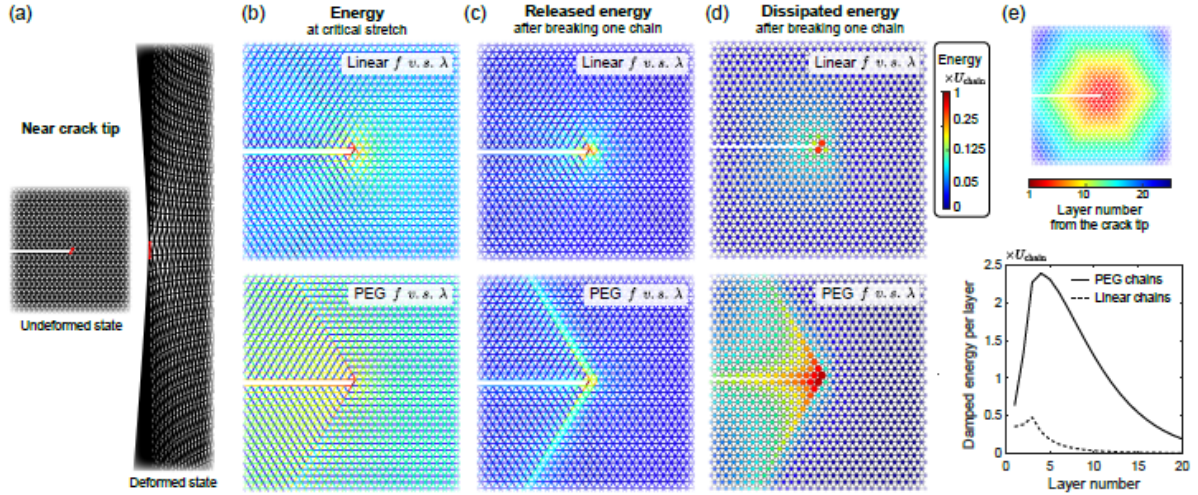 (a)
Near crack tip
Undeformed state
Deformed state
(b)
Energy
at critical stretch
Linear f v.s. λ
PEG f v.s. λ
(c)
Released energy
after breaking one chain
Linear f v.s. λ
PEG f v.s. λ
(d)
Dissipated energy
after breaking one chain
Linear f v.s. λ
PEG f v.s. λ
Energy
×U_chain
1
0.25
0.125
0.05
0
(e)
1 10 20
Layer number
from the crack tip
×U_chain
2.5
2
1.5
1
0.5
0
Damped energy per layer
PEG chains
Linear chains
0 5 10 15 20
Layer number